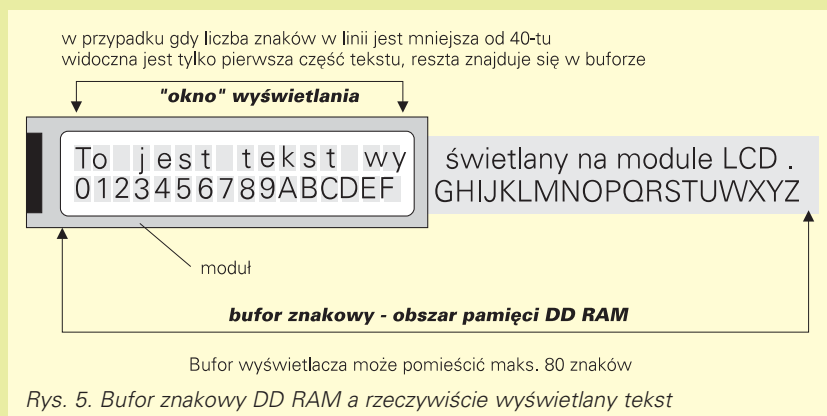 w przypadku gdy liczba znaków w linii jest mniejsza od 40-tu
widoczna jest tylko pierwsza część tekstu, reszta znajduje się w buforze
"okno" wyświetlania
To jest tekst wy świetlany na module LCD .
0123456789ABCDEF GHIJKLMNOPQRSTUWXYZ
moduł
bufor znakowy - obszar pamięci DD RAM
Bufor wyświetlacza może pomieścić maks. 80 znaków
Rys. 5. Bufor znakowy DD RAM a rzeczywiście wyświetlany tekst